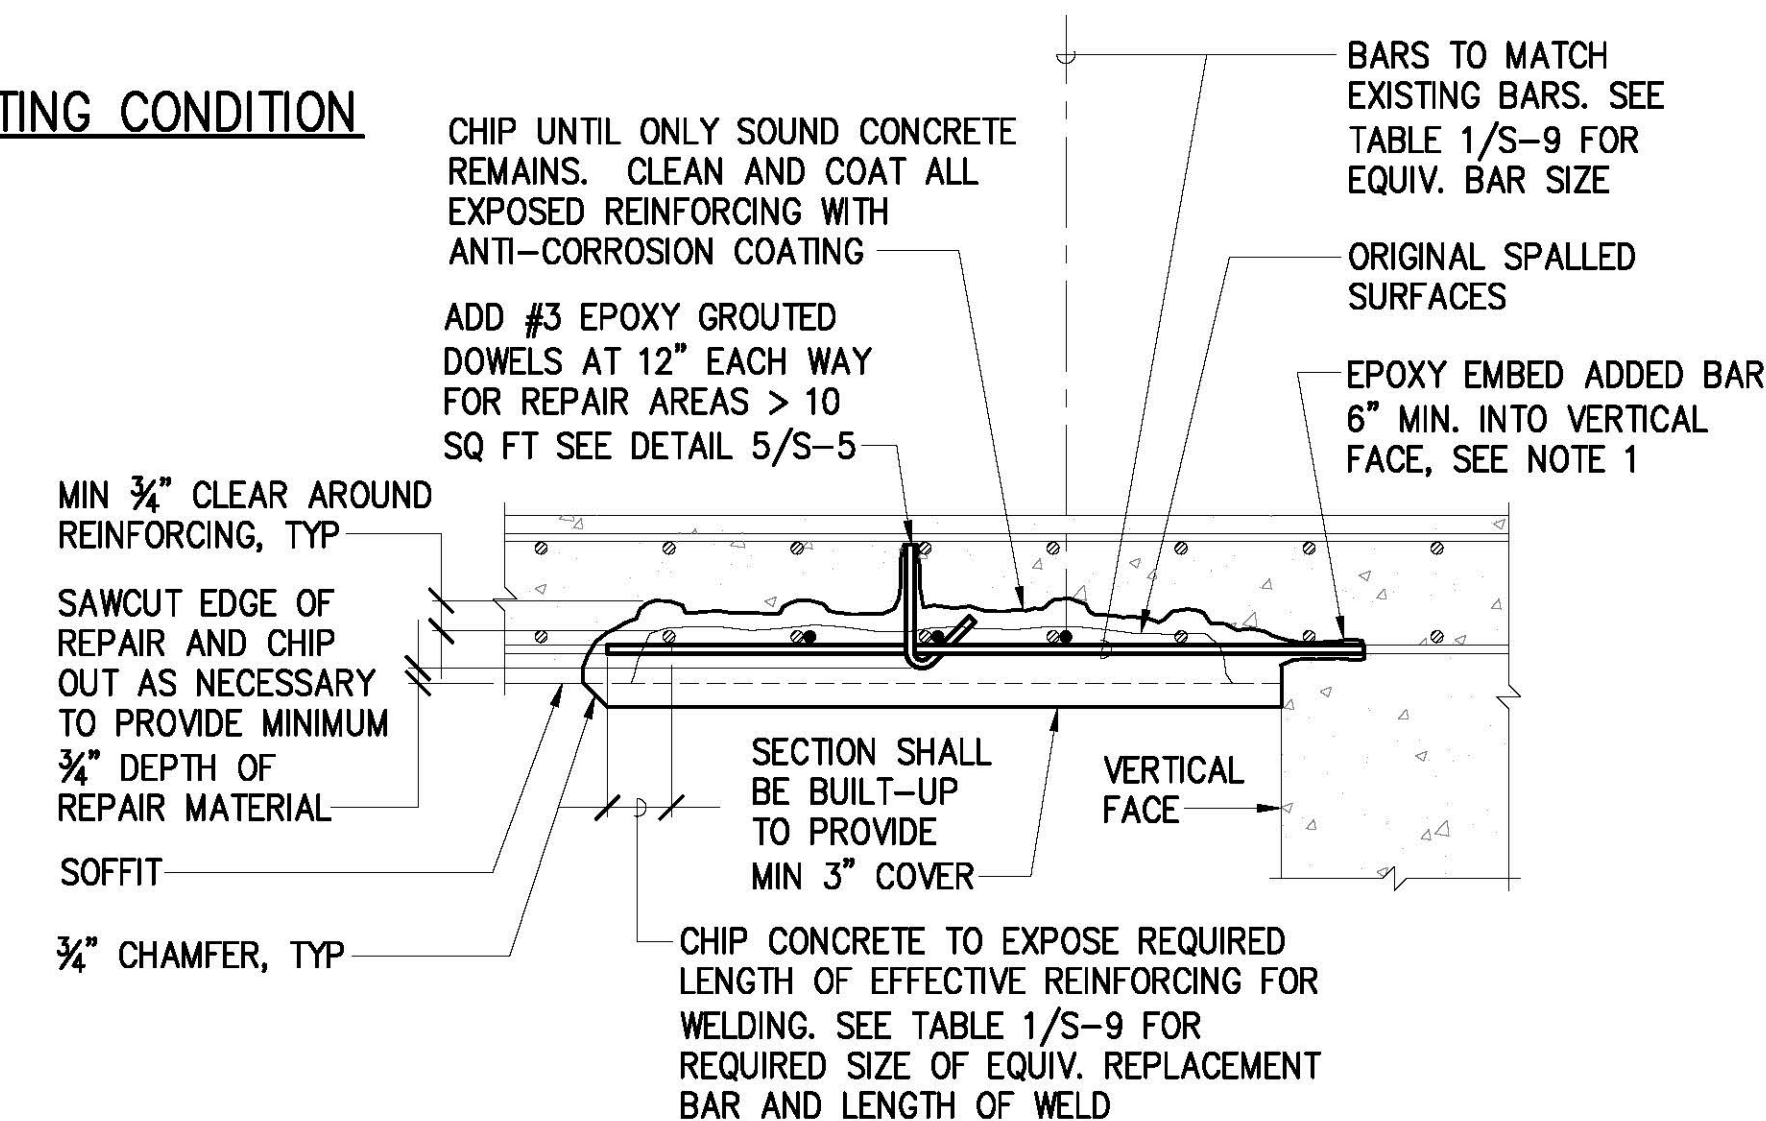 TING CONDITION
CHIP UNTIL ONLY SOUND CONCRETE
REMAINS. CLEAN AND COAT ALL
EXPOSED REINFORCING WITH
ANTI-CORROSION COATING
ADD #3 EPOXY GROUTED
DOWELS AT 12" EACH WAY
FOR REPAIR AREAS > 10
SQ FT SEE DETAIL 5/S-5
BARS TO MATCH
EXISTING BARS. SEE
TABLE 1/S-9 FOR
EQUIV. BAR SIZE
ORIGINAL SPALLED
SURFACES
EPOXY EMBED ADDED BAR
6" MIN. INTO VERTICAL
FACE, SEE NOTE 1
MIN ¾" CLEAR AROUND
REINFORCING, TYP
SAWCUT EDGE OF
REPAIR AND CHIP
OUT AS NECESSARY
TO PROVIDE MINIMUM
¾" DEPTH OF
REPAIR MATERIAL
SOFFIT
¾" CHAMFER, TYP
SECTION SHALL
BE BUILT-UP
TO PROVIDE
MIN 3" COVER
VERTICAL
FACE
CHIP CONCRETE TO EXPOSE REQUIRED
LENGTH OF EFFECTIVE REINFORCING FOR
WELDING. SEE TABLE 1/S-9 FOR
REQUIRED SIZE OF EQUIV. REPLACEMENT
BAR AND LENGTH OF WELD